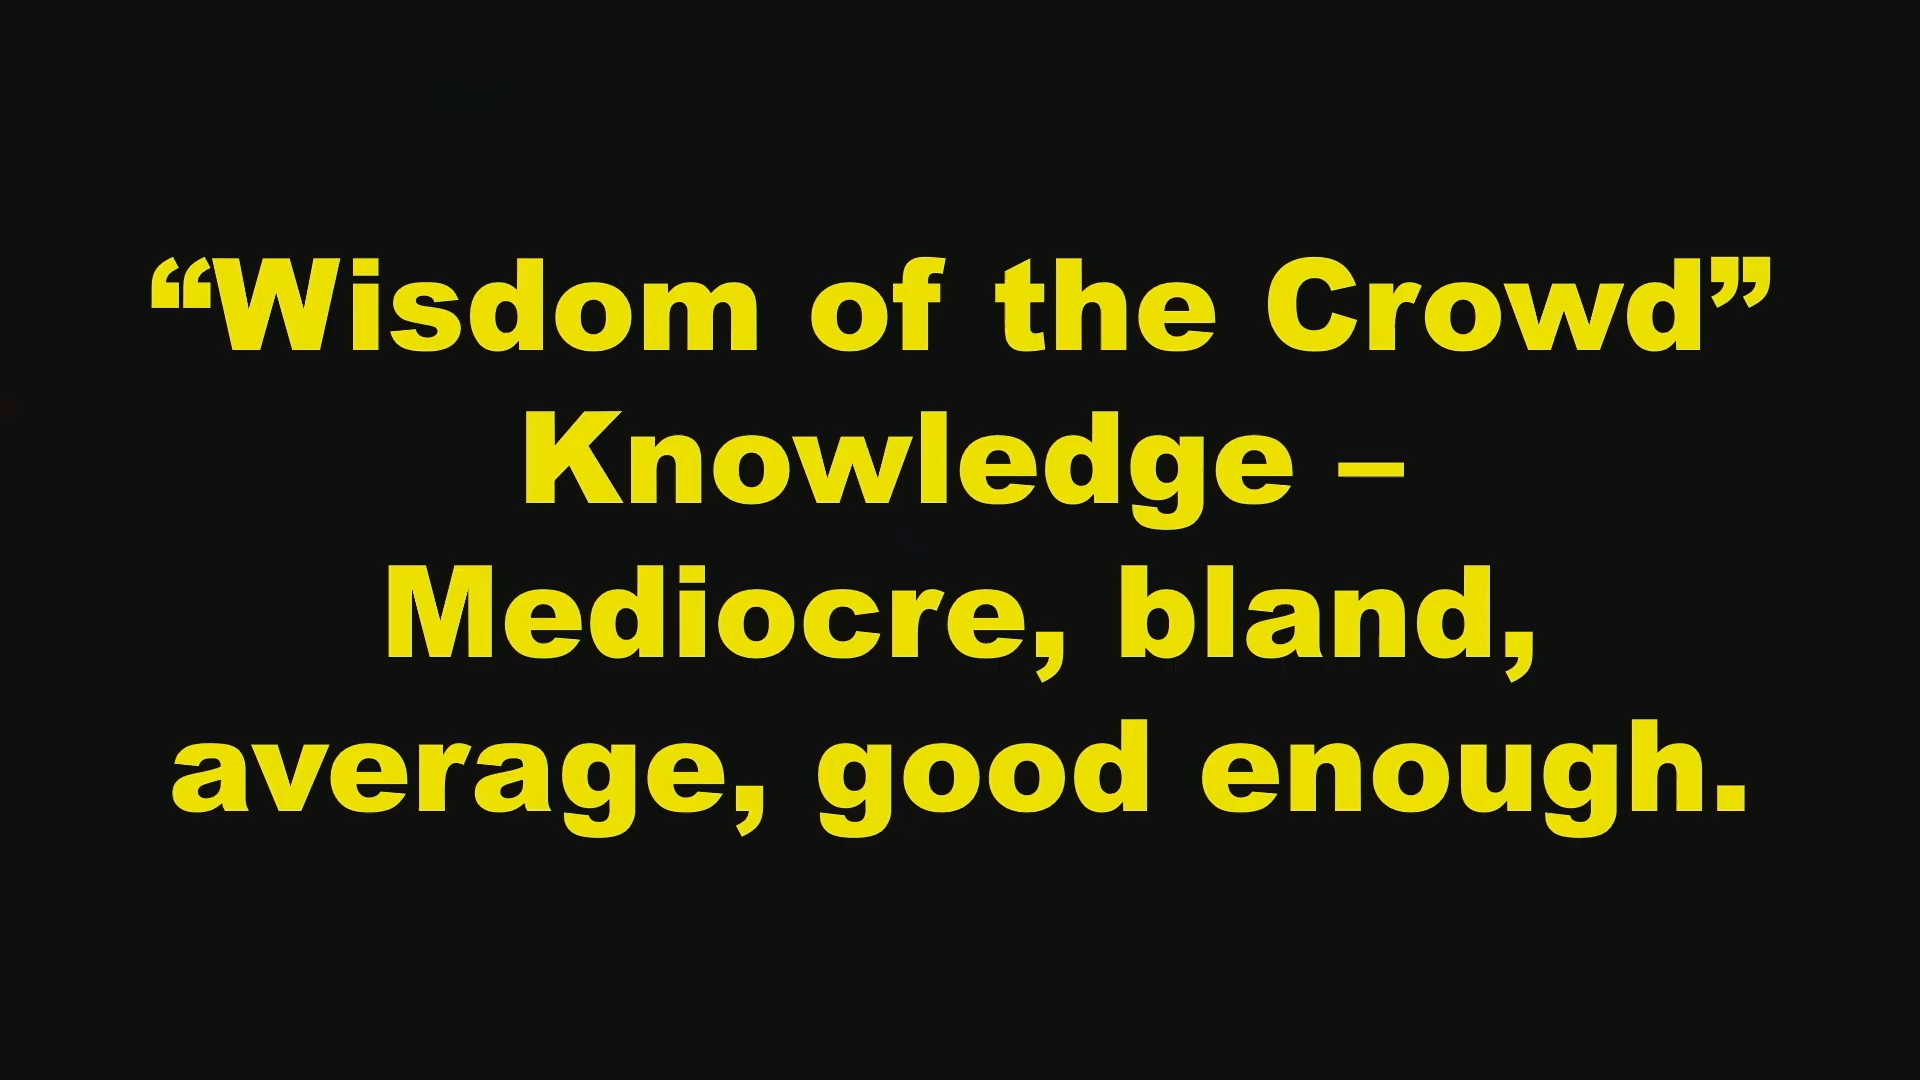 “Wisdom of the Crowd”
Knowledge –
Mediocre, bland,
average, good enough.